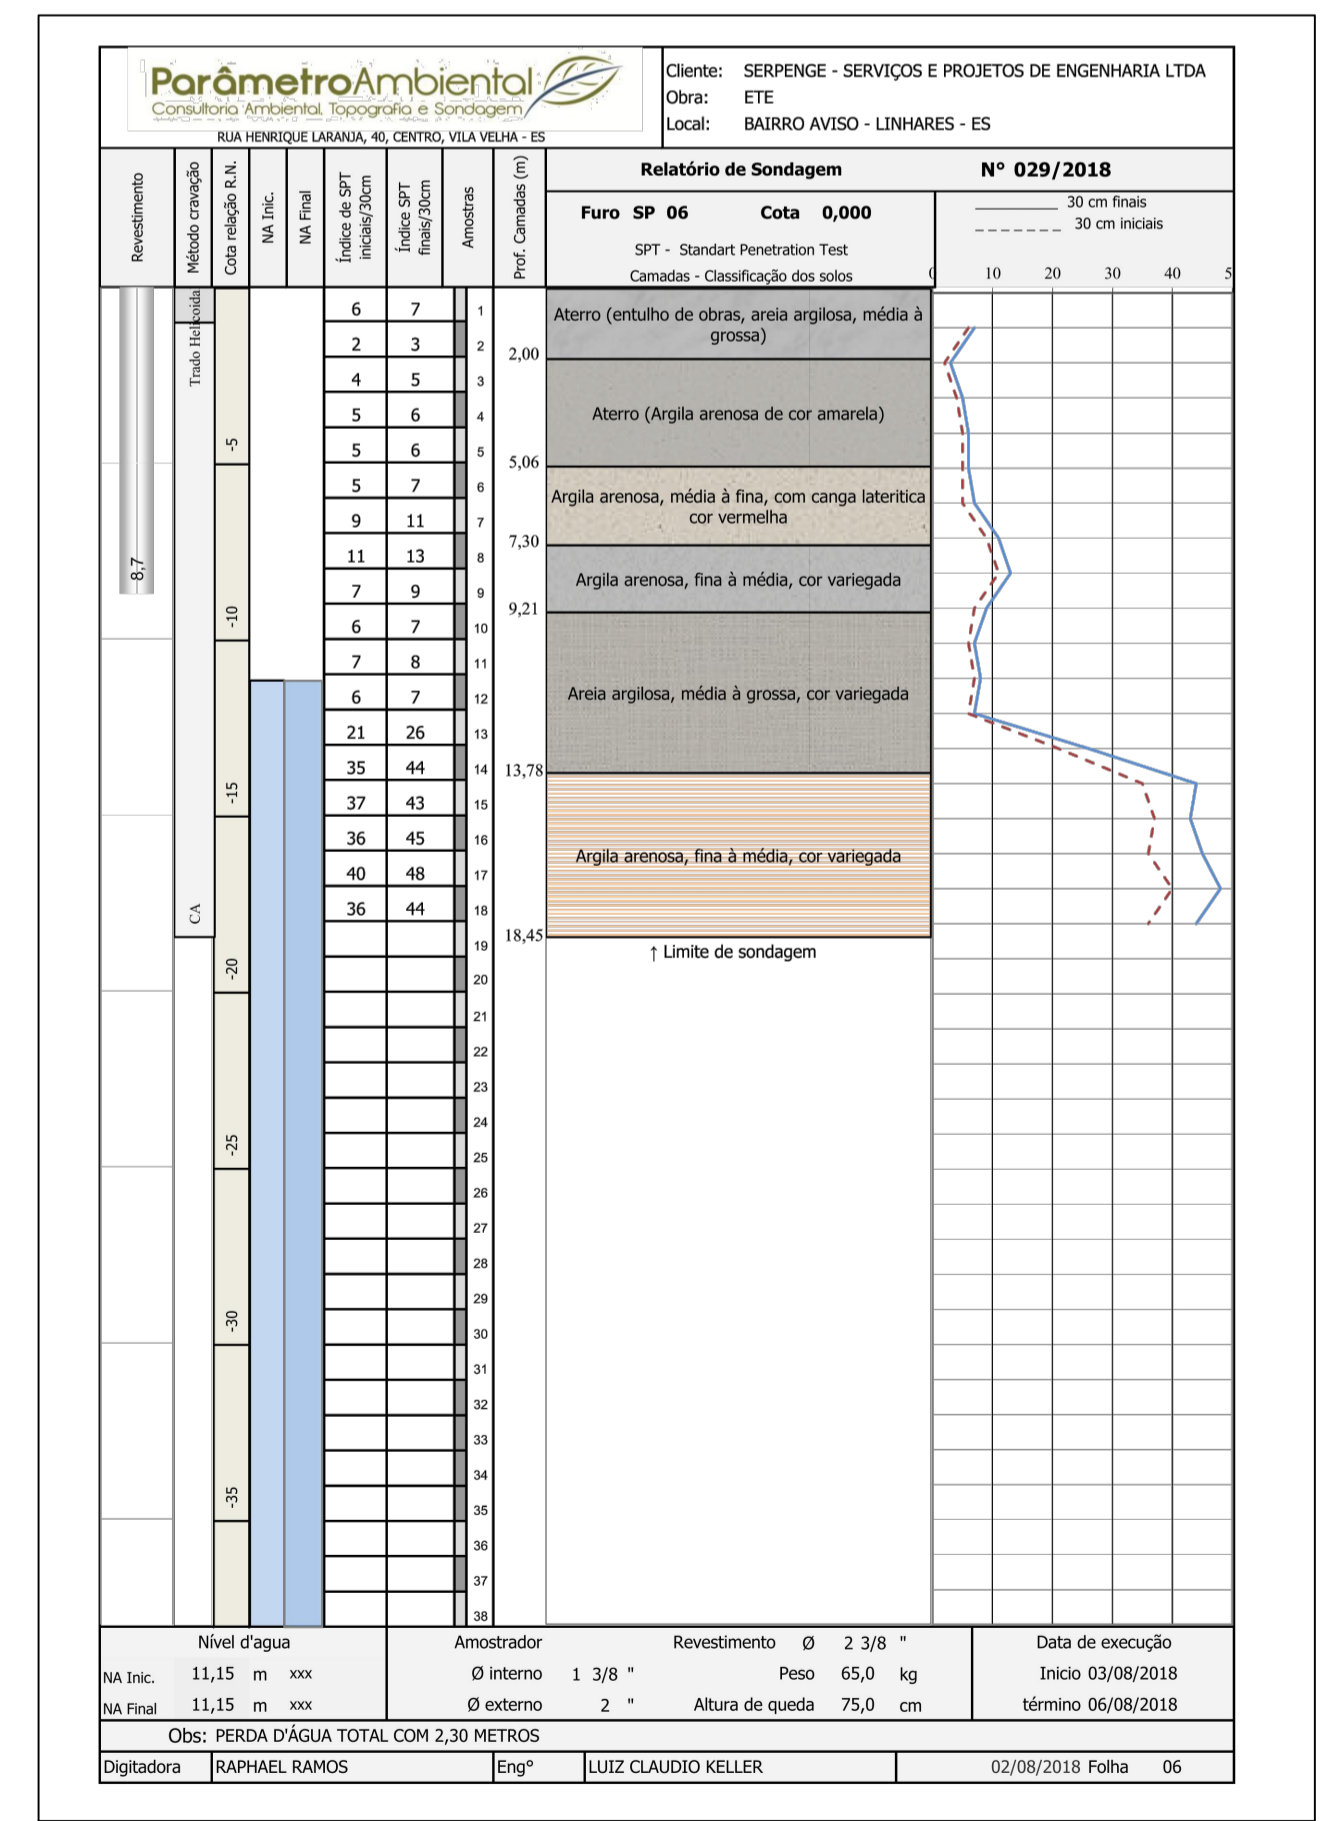 ParâmetroAmbiental
Consultoria Ambiental, Topografia e Sondagem
RUA HENRIQUE LARANJA, 40, CENTRO, VILA VELHA - ES
Cliente: SERPENGE - SERVIÇOS E PROJETOS DE ENGENHARIA LTDA
Obra: ETE
Local: BAIRRO AVISO - LINHARES - ES
Revestimento
Método cravação
Cota relação R.N.
NA Inic.
NA Final
Índice de SPT iniciais/30cm
Índice SPT finais/30cm
Amostras
Prof. Camadas (m)
Relatório de Sondagem N° 029/2018
Furo SP 06 Cota 0,000
SPT - Standart Penetration Test
Camadas - Classificação dos solos
30 cm finais
30 cm iniciais
0 10 20 30 40 5
Trado Helicoida
CA
8,7
-5
-10
-15
-20
-25
-30
-35
6 7 1
2 3 2
4 5 3
5 6 4
5 6 5
5 7 6
9 11 7
11 13 8
7 9 9
6 7 10
7 8 11
6 7 12
21 26 13
35 44 14
37 43 15
36 45 16
40 48 17
36 44 18
19
20
21
22
23
24
25
26
27
28
29
30
31
32
33
34
35
36
37
38
Aterro (entulho de obras, areia argilosa, média à
grossa)
2,00
Aterro (Argila arenosa de cor amarela)
5,06
Argila arenosa, média à fina, com canga lateritica
cor vermelha
7,30
Argila arenosa, fina à média, cor variegada
9,21
Areia argilosa, média à grossa, cor variegada
13,78
Argila arenosa, fina à média, cor variegada
18,45
↑ Limite de sondagem
Nível d'agua
NA Inic. 11,15 m xxx
NA Final 11,15 m xxx
Amostrador
Ø interno 1 3/8 "
Ø externo 2 "
Revestimento Ø 2 3/8 "
Peso 65,0 kg
Altura de queda 75,0 cm
Data de execução
Inicio 03/08/2018
término 06/08/2018
Obs: PERDA D'ÁGUA TOTAL COM 2,30 METROS
Digitadora RAPHAEL RAMOS Eng° LUIZ CLAUDIO KELLER 02/08/2018 Folha 06